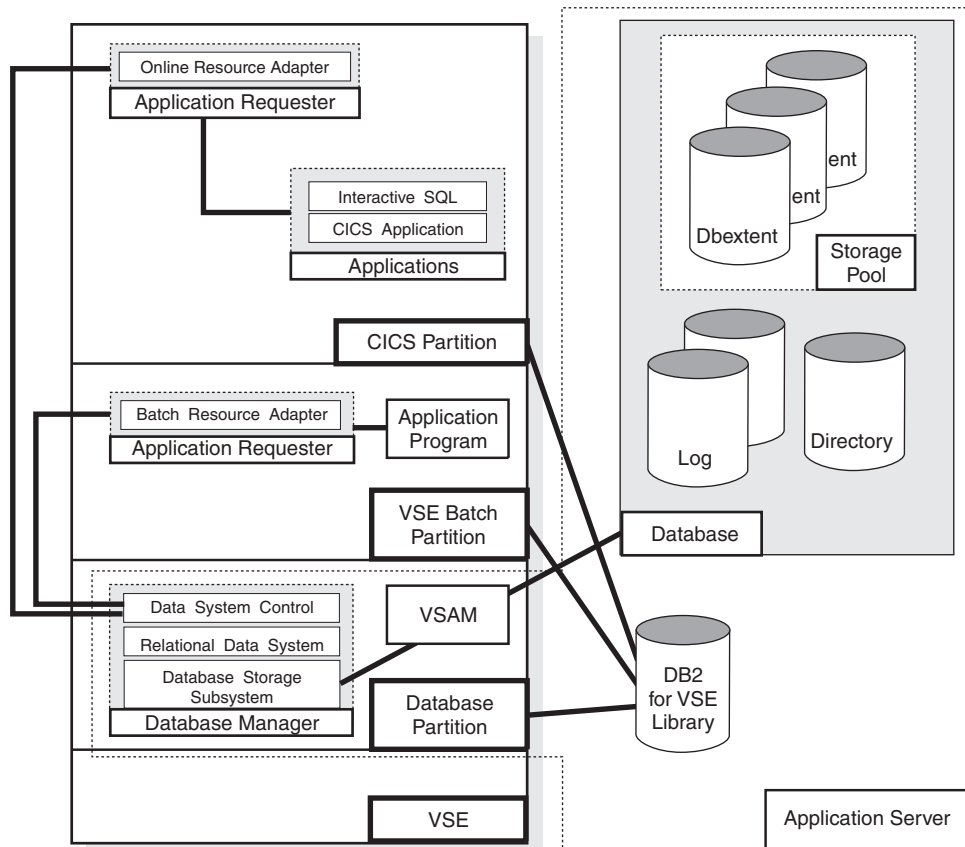 Online Resource Adapter
Application Requester
Interactive SQL
CICS Application
Applications
CICS Partition
Batch Resource Adapter
Application Requester
Application
Program
VSE Batch
Partition
Data System Control
Relational Data System
Database Storage
Subsystem
Database Manager
VSAM
Database
Partition
VSE
ent
ent
Dbextent
Storage
Pool
Log
Directory
Database
DB2
for VSE
Library
Application Server